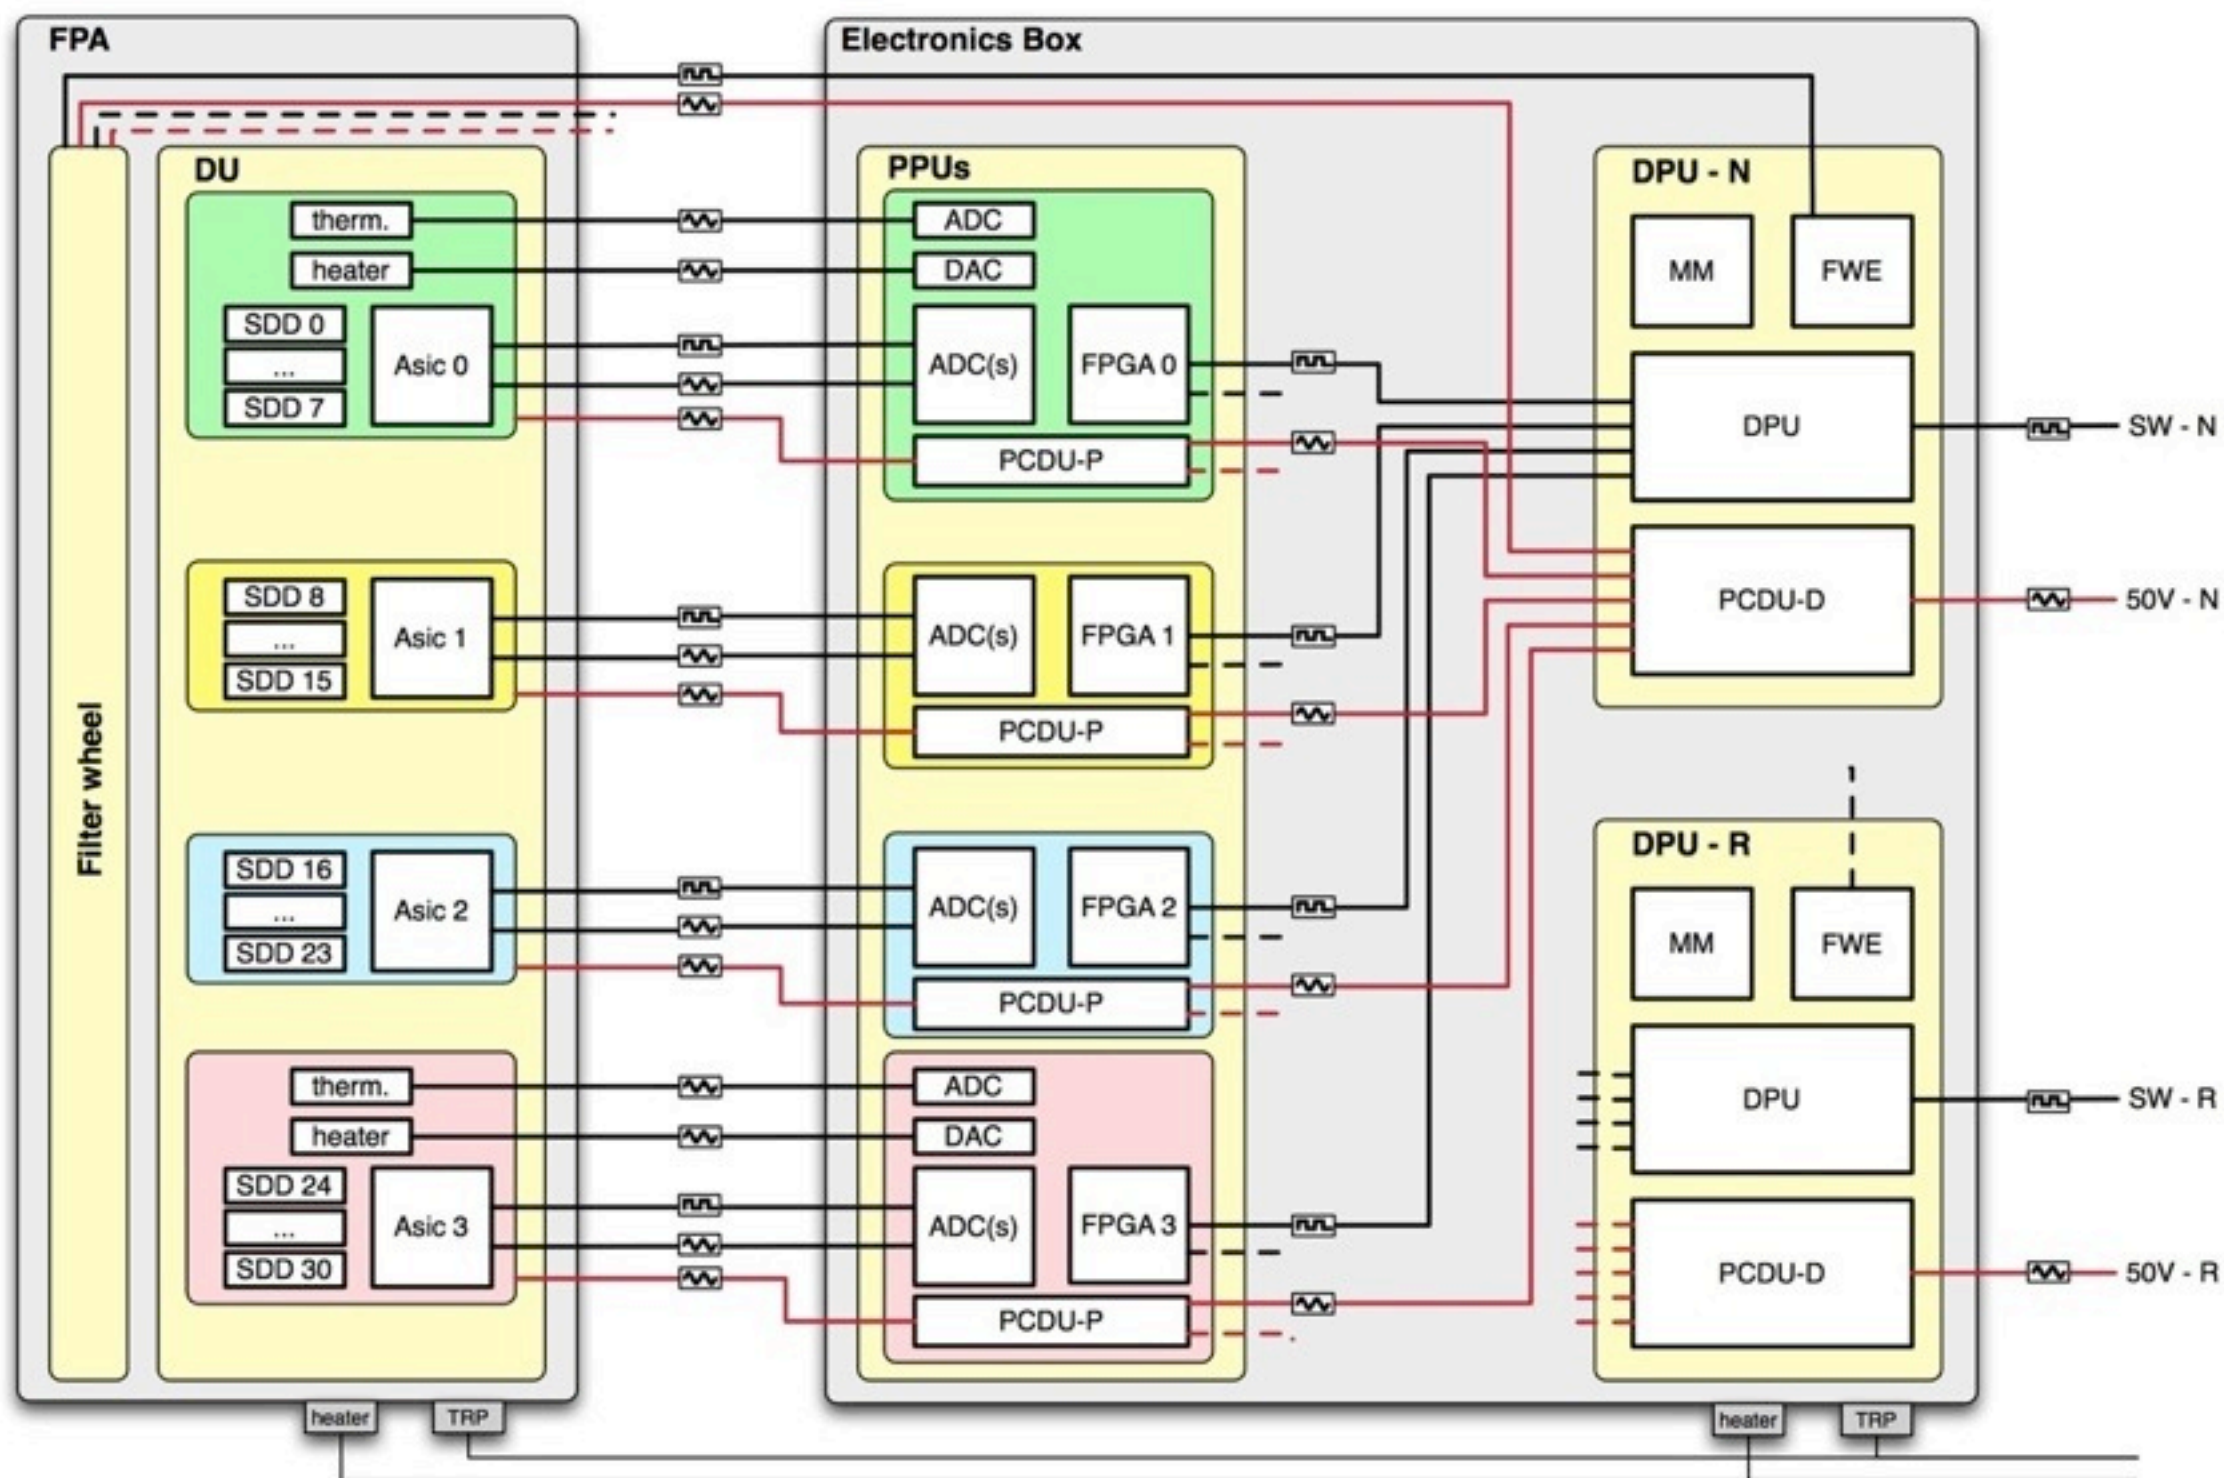 FPA
Electronics Box
DU
PPUs
DPU - N
therm.
ADC
heater
DAC
MM
FWE
SDD 0
...
SDD 7
Asic 0
ADC(s)
FPGA 0
PCDU-P
DPU
SW - N
SDD 8
...
SDD 15
Asic 1
ADC(s)
FPGA 1
PCDU-P
PCDU-D
50V - N
Filter wheel
SDD 16
...
SDD 23
Asic 2
ADC(s)
FPGA 2
PCDU-P
DPU - R
MM
FWE
therm.
ADC
heater
DAC
DPU
SW - R
SDD 24
...
SDD 30
Asic 3
ADC(s)
FPGA 3
PCDU-P
PCDU-D
50V - R
heater
TRP
heater
TRP